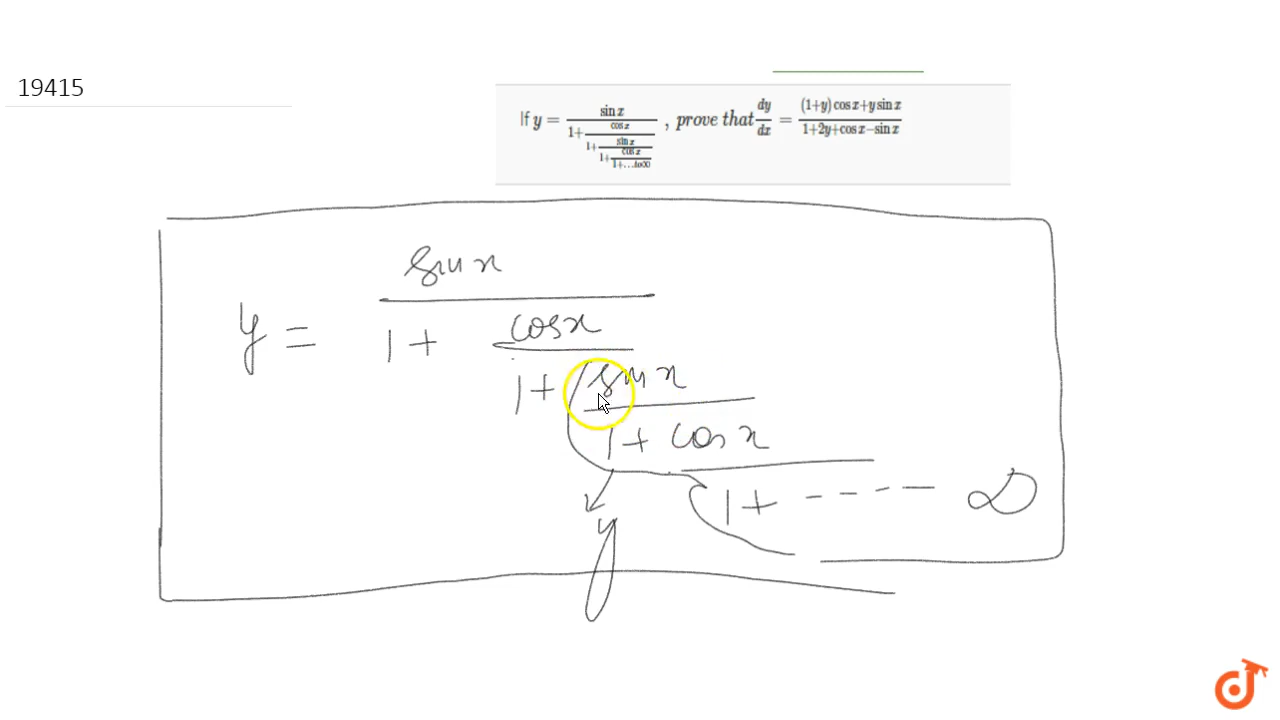 19415
If y = sin x / 1+ cos x / 1+ sin x / 1+ cos x / 1+...to∞ , prove that dy/dx = (1+y) cos x+y sin x / 1+2y+cos x−sin x
sin x
y = 1 + cos x
1 + sin x
1 + cos x
1 + - - - - ∞
y